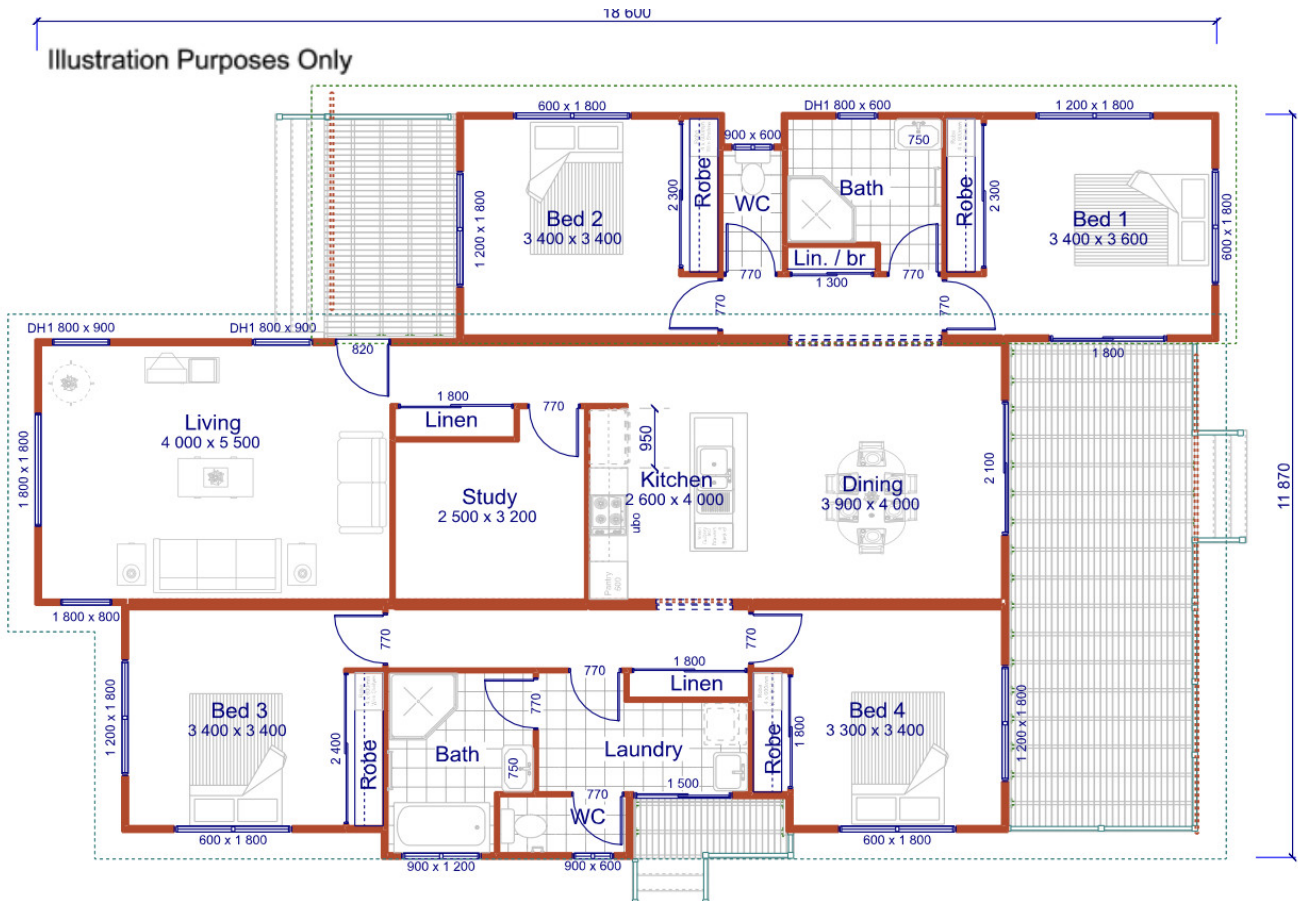 18 600
Illustration Purposes Only
600 x 1 800
DH1 800 x 600
1 200 x 1 800
900 x 600
750
Robe
2 300
WC
Bath
Robe
2 300
Bed 2
3 400 x 3 400
1 200 x 1 800
Bed 1
3 400 x 3 600
600 x 1 800
Lin. / br
770
1 300
770
770
770
DH1 800 x 900
DH1 800 x 900
820
1 800
11 870
1 800
770
Linen
Living
4 000 x 5 500
1 800 x 1 800
950
Kitchen
2 600 x 4 000
Dining
3 900 x 4 000
2 100
Study
2 500 x 3 200
ubo
Pantry
600
1 800 x 800
770
770
770
1 800
Linen
770
Bed 3
3 400 x 3 400
1 200 x 1 800
2 400
Robe
Bath
750
Laundry
Robe
1 800
Bed 4
3 300 x 3 400
1 200 x 1 800
770
1 500
WC
600 x 1 800
900 x 1 200
900 x 600
600 x 1 800